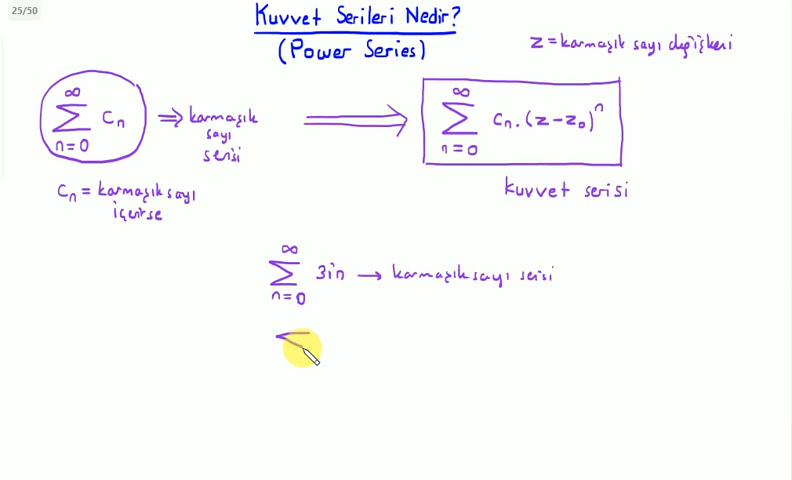 25/50
Kuvvet Serileri Nedir?
(Power Series)
z = karmaşık sayı değişkeni
∞
∑ Cn ⇒ karmaşık sayı serisi
n=0
Cn = karmaşık sayı
içerirse
∞
∑ Cn.(z-z₀)ⁿ
n=0
kuvvet serisi
∞
∑ 3in → karmaşık sayı serisi
n=0